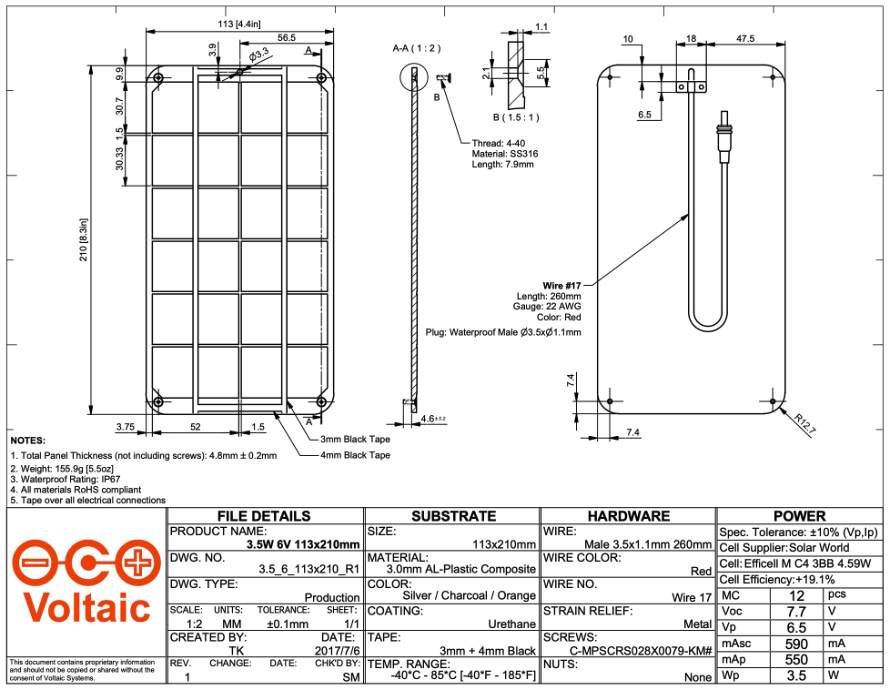 113 [4.4in]
56.5
3.9
Ø3.3
A
9.9
30.7
1.5
30.33
210 [8.3in]
3.75
52
1.5
A
3mm Black Tape
4mm Black Tape
A-A ( 1 : 2 )
B
1.1
2.1
5.5
B ( 1.5 : 1 )
Thread: 4-40
Material: SS316
Length: 7.9mm
4.6±0.2
10
18
47.5
6.5
Wire #17
Length: 260mm
Gauge: 22 AWG
Color: Red
Plug: Waterproof Male Ø3.5xØ1.1mm
7.4
7.4
R12.7
NOTES:
1. Total Panel Thickness (not including screws): 4.8mm ± 0.2mm
2. Weight: 155.9g [5.5oz]
3. Waterproof Rating: IP67
4. All materials RoHS compliant
5. Tape over all electrical connections
Voltaic
This document contains proprietary information
and should not be copied or shared without the
consent of Voltaic Systems.
FILE DETAILS
PRODUCT NAME:
3.5W 6V 113x210mm
DWG. NO.
3.5_6_113x210_R1
DWG. TYPE:
Production
SCALE: UNITS: TOLERANCE: SHEET:
1:2 MM ±0.1mm 1/1
CREATED BY: DATE:
TK 2017/7/6
REV. CHANGE: DATE: CHK'D BY:
1 SM
SUBSTRATE
SIZE:
113x210mm
MATERIAL:
3.0mm AL-Plastic Composite
COLOR:
Silver / Charcoal / Orange
COATING:
Urethane
TAPE:
3mm + 4mm Black
TEMP. RANGE:
-40°C - 85°C [-40°F - 185°F]
HARDWARE
WIRE:
Male 3.5x1.1mm 260mm
WIRE COLOR:
Red
WIRE NO.
Wire 17
STRAIN RELIEF:
Metal
SCREWS:
C-MPSCRS028X0079-KM#
NUTS:
None
POWER
Spec. Tolerance: ±10% (Vp,Ip)
Cell Supplier:Solar World
Cell: Efficell M C4 3BB 4.59W
Cell Efficiency:+19.1%
MC 12 pcs
Voc 7.7 V
Vp 6.5 V
mAsc 590 mA
mAp 550 mA
Wp 3.5 W